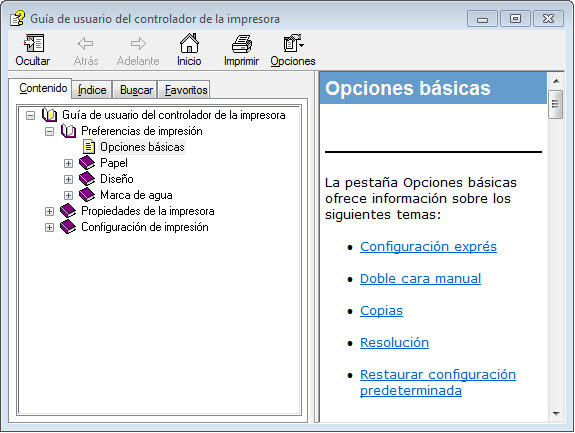 Guía de usuario del controlador de la impresora
Ocultar
Atrás
Adelante
Inicio
Imprimir
Opciones
Contenido
Índice
Buscar
Favoritos
Guía de usuario del controlador de la impresora
Preferencias de impresión
Opciones básicas
Papel
Diseño
Marca de agua
Propiedades de la impresora
Configuración de impresión
Opciones básicas
La pestaña Opciones básicas
ofrece información sobre los
siguientes temas:
• Configuración exprés
• Doble cara manual
• Copias
• Resolución
• Restaurar configuración
predeterminada